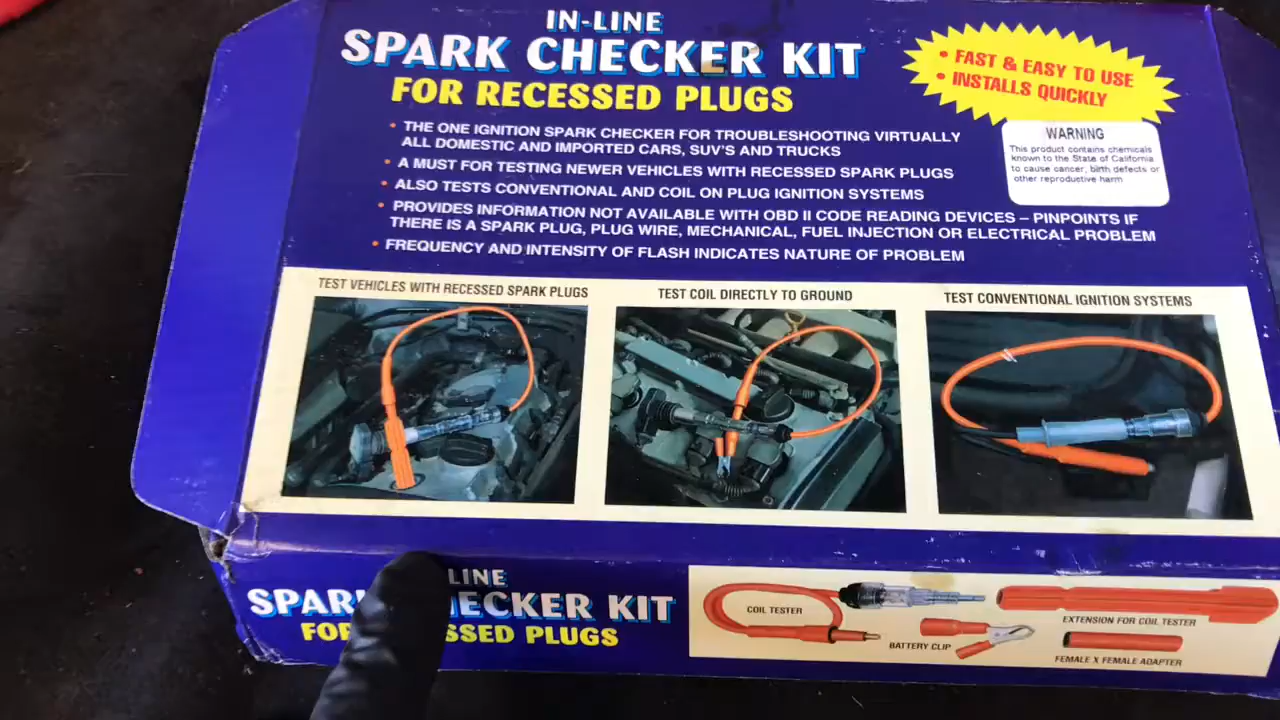 IN-LINE
SPARK CHECKER KIT
FOR RECESSED PLUGS
• FAST & EASY TO USE
• INSTALLS QUICKLY
WARNING
This product contains chemicals
known to the State of California
to cause cancer, birth defects or
other reproductive harm
• THE ONE IGNITION SPARK CHECKER FOR TROUBLESHOOTING VIRTUALLY
ALL DOMESTIC AND IMPORTED CARS, SUV'S AND TRUCKS
• A MUST FOR TESTING NEWER VEHICLES WITH RECESSED SPARK PLUGS
• ALSO TESTS CONVENTIONAL AND COIL ON PLUG IGNITION SYSTEMS
• PROVIDES INFORMATION NOT AVAILABLE WITH OBD II CODE READING DEVICES – PINPOINTS IF
THERE IS A SPARK PLUG, PLUG WIRE, MECHANICAL, FUEL INJECTION OR ELECTRICAL PROBLEM
• FREQUENCY AND INTENSITY OF FLASH INDICATES NATURE OF PROBLEM
TEST VEHICLES WITH RECESSED SPARK PLUGS
TEST COIL DIRECTLY TO GROUND
TEST CONVENTIONAL IGNITION SYSTEMS
LINE
SPAR ECKER KIT
FO SSED PLUGS
COIL TESTER
EXTENSION FOR COIL TESTER
BATTERY CLIP
FEMALE X FEMALE ADAPTER